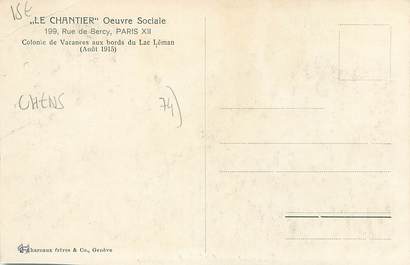 15E
„LE CHANTIER" Oeuvre Sociale
199, Rue de Bercy, PARIS XII
Colonie de Vacances aux bords du Lac Léman
(Août 1915)
CHENS 74)
Charnaux frères & Co., Genève